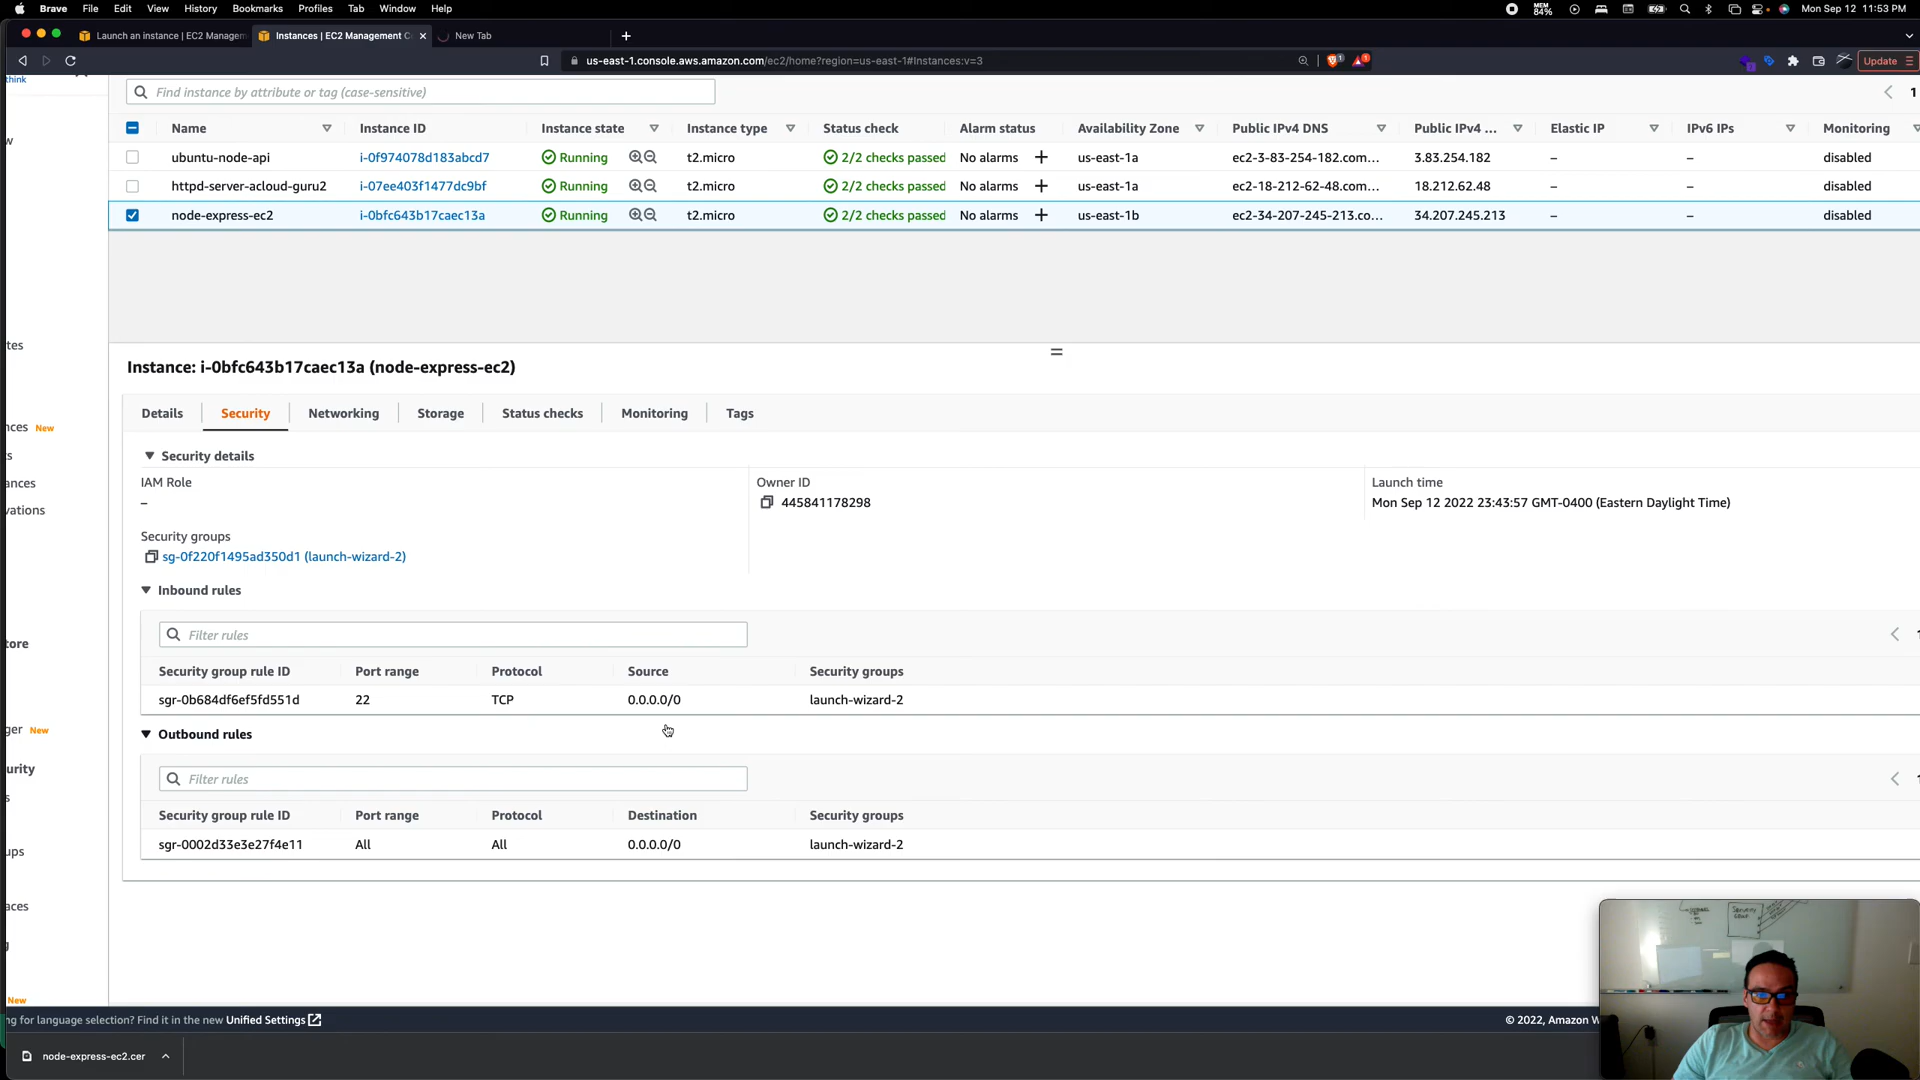 Brave File Edit View History Bookmarks Profiles Tab Window Help MEM 84% Mon Sep 12 11:53 PM
Launch an instance | EC2 Managem Instances | EC2 Management C New Tab
us-east-1.console.aws.amazon.com/ec2/home?region=us-east-1#Instances:v=3 Update
think
Find instance by attribute or tag (case-sensitive) 1
Name Instance ID Instance state Instance type Status check Alarm status Availability Zone Public IPv4 DNS Public IPv4 ... Elastic IP IPv6 IPs Monitoring
ubuntu-node-api i-0f974078d183abcd7 Running t2.micro 2/2 checks passed No alarms us-east-1a ec2-3-83-254-182.com... 3.83.254.182 – – disabled
httpd-server-acloud-guru2 i-07ee403f1477dc9bf Running t2.micro 2/2 checks passed No alarms us-east-1a ec2-18-212-62-48.com... 18.212.62.48 – – disabled
node-express-ec2 i-0bfc643b17caec13a Running t2.micro 2/2 checks passed No alarms us-east-1b ec2-34-207-245-213.co... 34.207.245.213 – – disabled
tes
Instance: i-0bfc643b17caec13a (node-express-ec2)
Details Security Networking Storage Status checks Monitoring Tags
nces New
Security details
ts
IAM Role Owner ID Launch time
ances
– 445841178298 Mon Sep 12 2022 23:43:57 GMT-0400 (Eastern Daylight Time)
vations
Security groups
sg-0f220f1495ad350d1 (launch-wizard-2)
Inbound rules
Filter rules
tore
Security group rule ID Port range Protocol Source Security groups
sgr-0b684df6ef5fd551d 22 TCP 0.0.0.0/0 launch-wizard-2
ger New
Outbound rules
urity
Filter rules
Security group rule ID Port range Protocol Destination Security groups
sgr-0002d33e3e27f4e11 All All 0.0.0.0/0 launch-wizard-2
ups
aces
New
ng for language selection? Find it in the new Unified Settings © 2022, Amazon W
node-express-ec2.cer